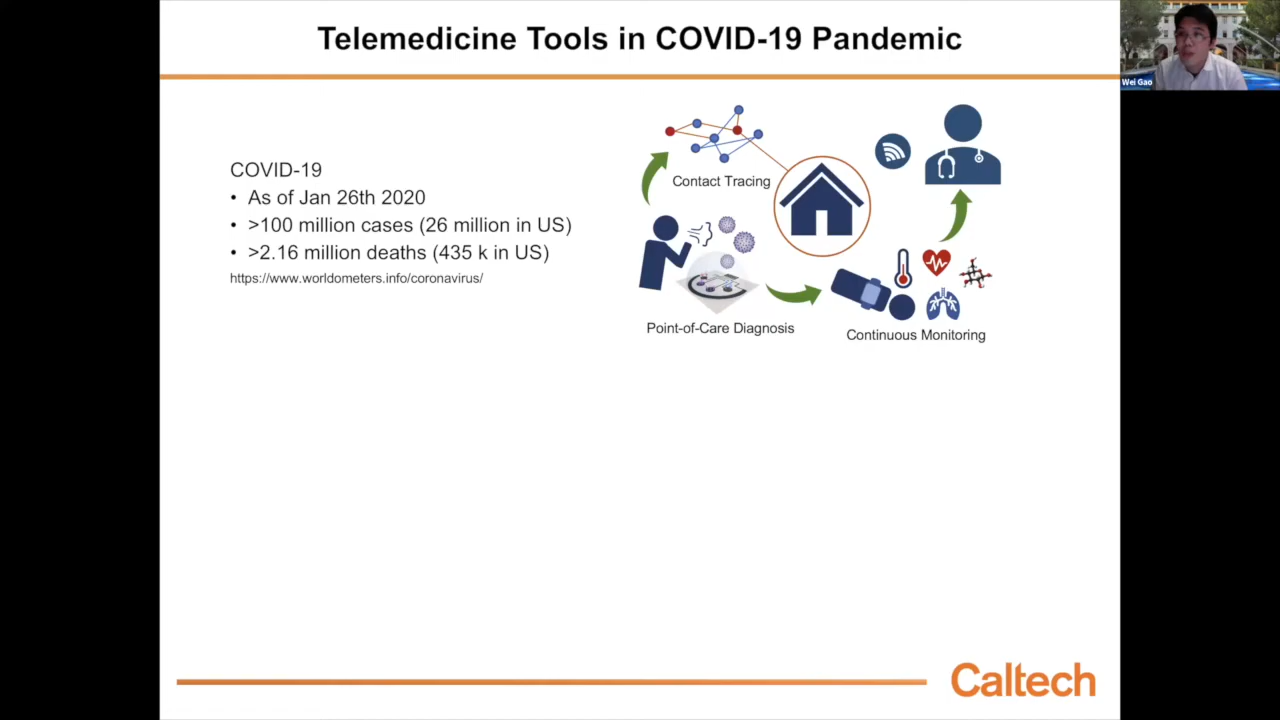 Telemedicine Tools in COVID-19 Pandemic
Wei Gao
COVID-19
• As of Jan 26th 2020
• >100 million cases (26 million in US)
• >2.16 million deaths (435 k in US)
https://www.worldometers.info/coronavirus/
Contact Tracing
Point-of-Care Diagnosis
Continuous Monitoring
Caltech